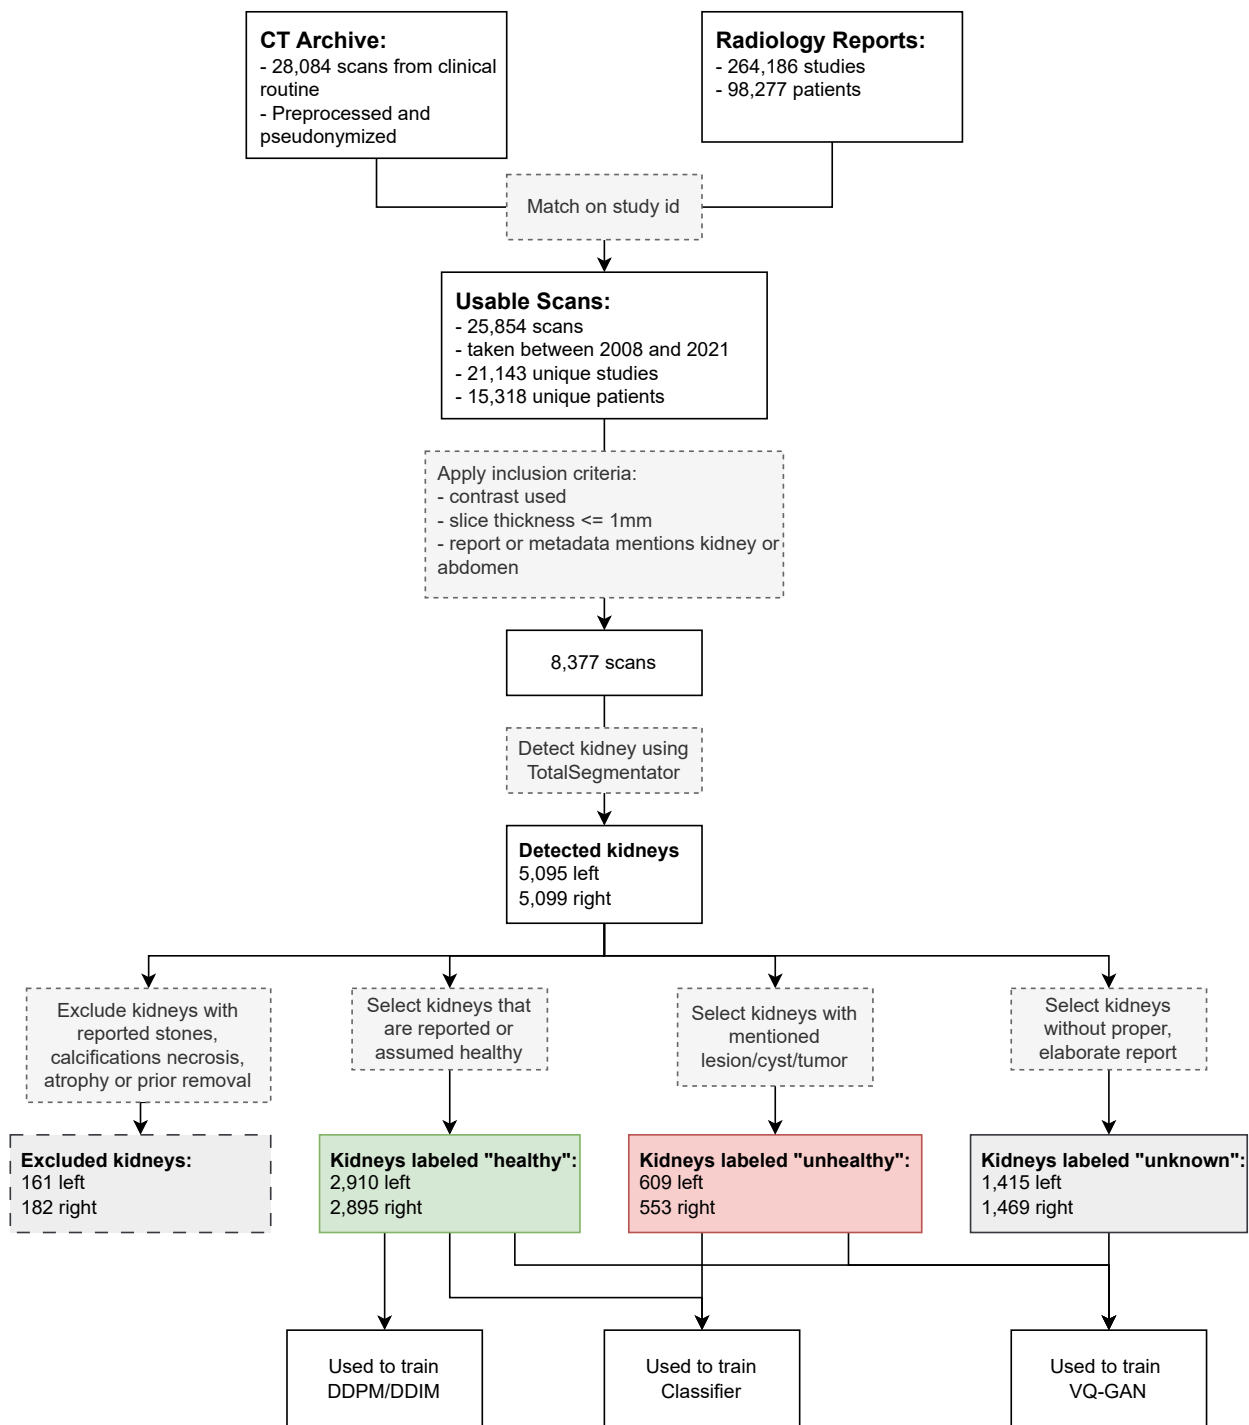 CT Archive:
- 28,084 scans from clinical
routine
- Preprocessed and
pseudonymized
Radiology Reports:
- 264,186 studies
- 98,277 patients
Match on study id
Usable Scans:
- 25,854 scans
- taken between 2008 and 2021
- 21,143 unique studies
- 15,318 unique patients
Apply inclusion criteria:
- contrast used
- slice thickness <= 1mm
- report or metadata mentions kidney or
abdomen
8,377 scans
Detect kidney using
TotalSegmentator
Detected kidneys
5,095 left
5,099 right
Exclude kidneys with
reported stones,
calcifications necrosis,
atrophy or prior removal
Select kidneys that
are reported or
assumed healthy
Select kidneys with
mentioned
lesion/cyst/tumor
Select kidneys
without proper,
elaborate report
Excluded kidneys:
161 left
182 right
Kidneys labeled "healthy":
2,910 left
2,895 right
Kidneys labeled "unhealthy":
609 left
553 right
Kidneys labeled "unknown":
1,415 left
1,469 right
Used to train
DDPM/DDIM
Used to train
Classifier
Used to train
VQ-GAN